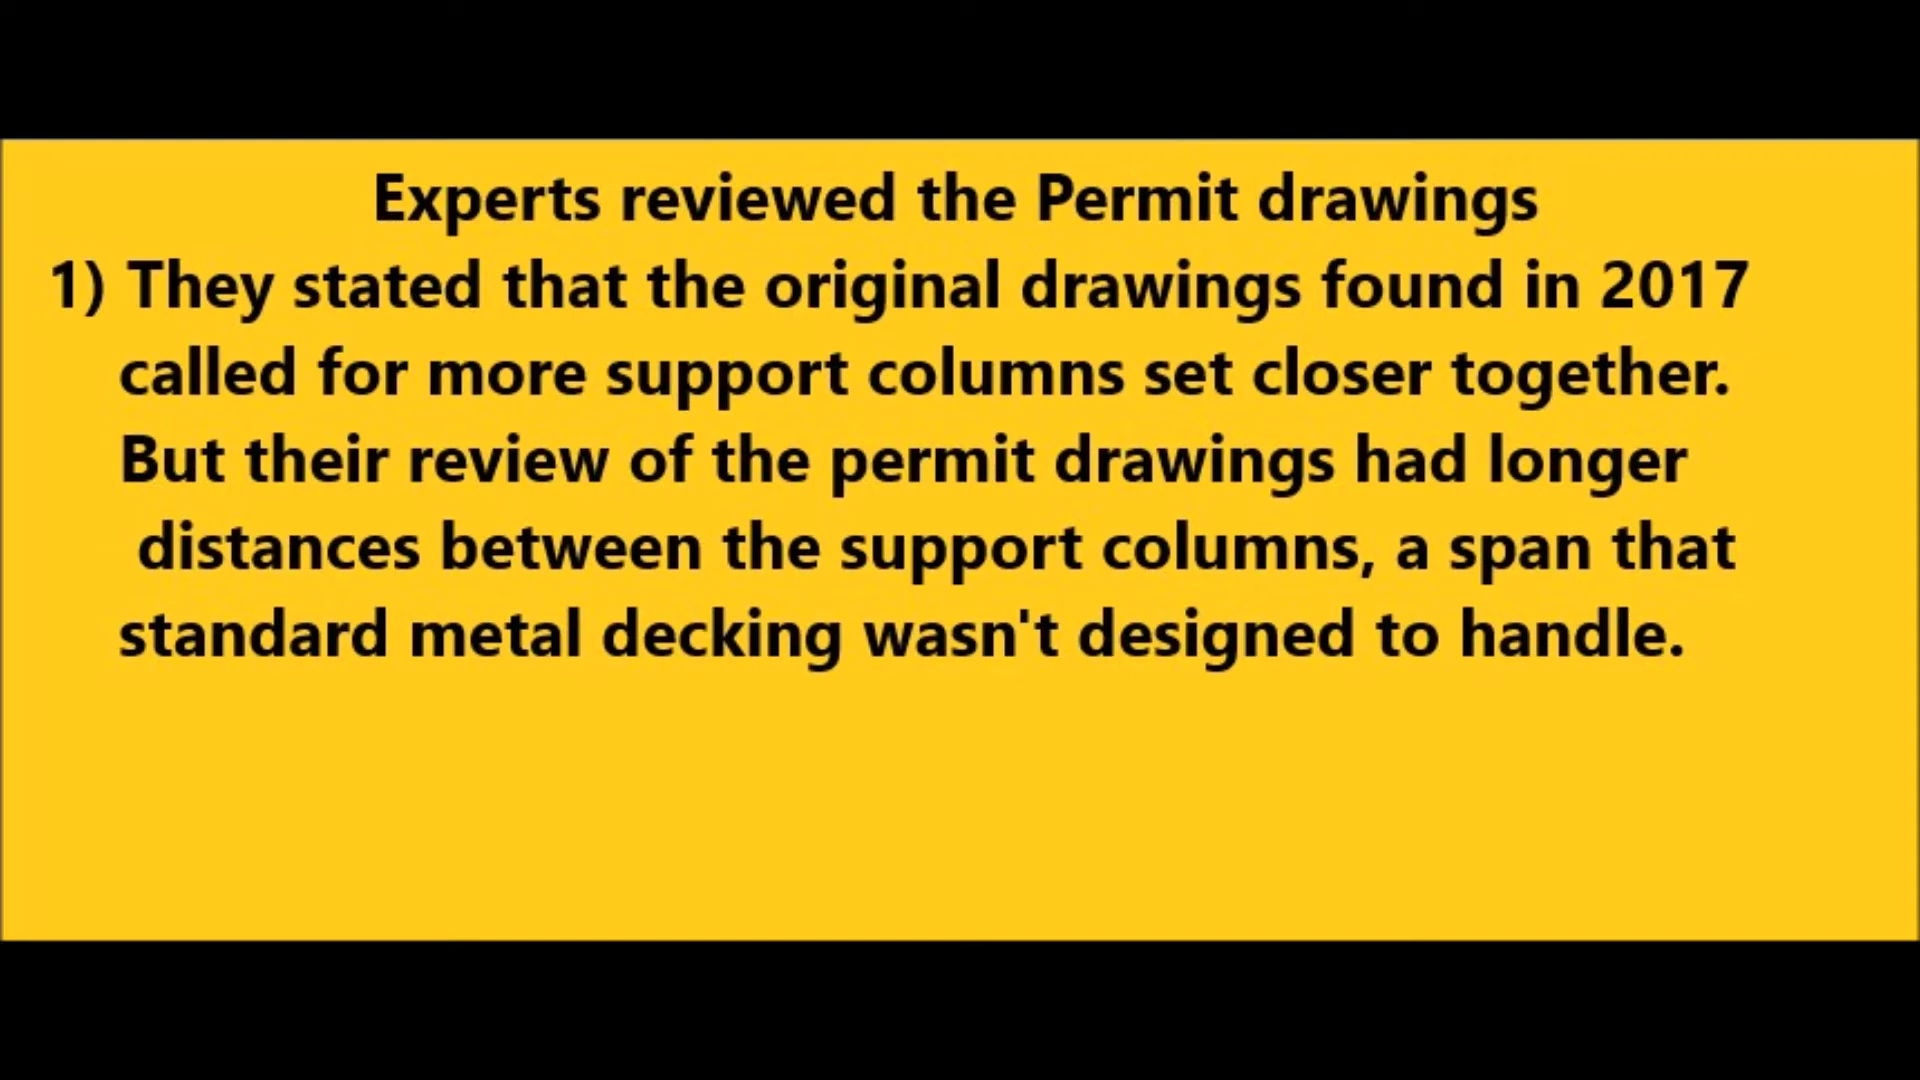 Experts reviewed the Permit drawings
1) They stated that the original drawings found in 2017
called for more support columns set closer together.
But their review of the permit drawings had longer
distances between the support columns, a span that
standard metal decking wasn't designed to handle.